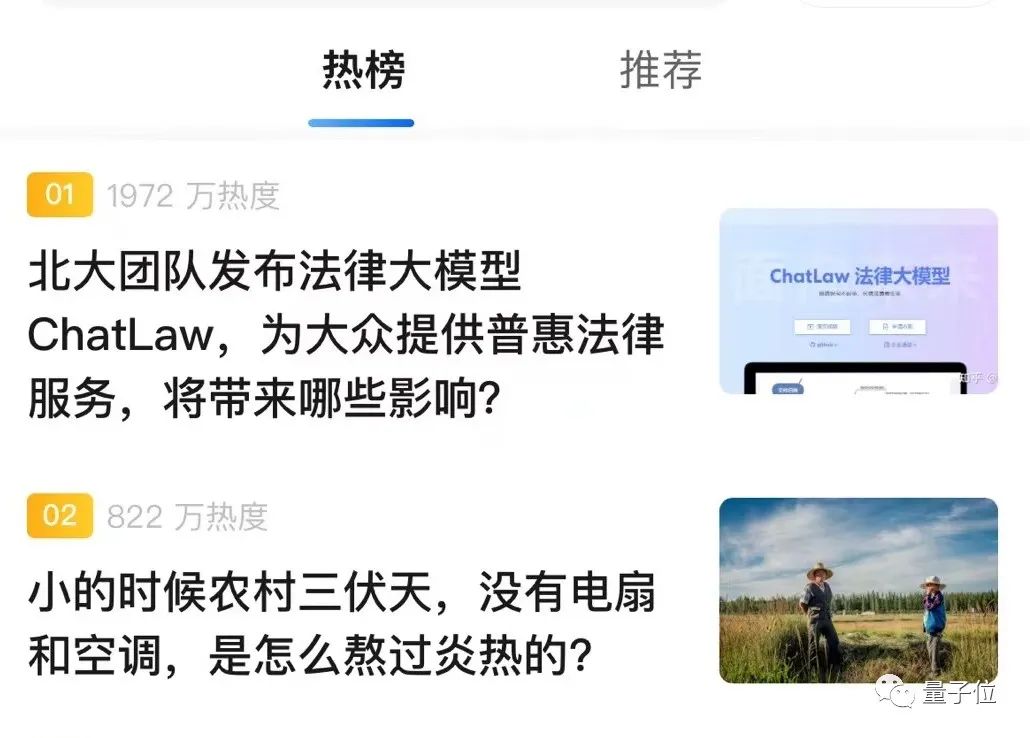 热榜
推荐
01
1972 万热度
北大团队发布法律大模型
ChatLaw，为大众提供普惠法律
服务，将带来哪些影响？
ChatLaw 法律大模型
知乎 @
02
822 万热度
小的时候农村三伏天，没有电扇
和空调，是怎么熬过炎热的？
量子位